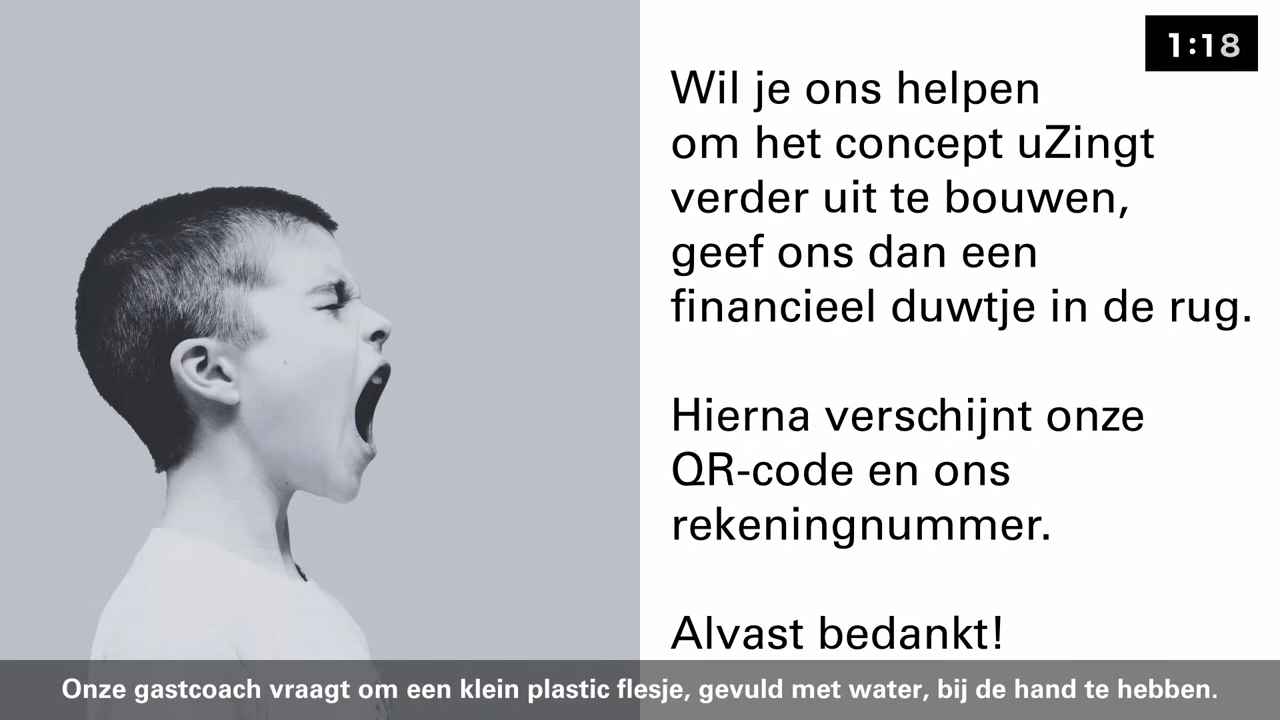 1:18
Wil je ons helpen
om het concept uZingt
verder uit te bouwen,
geef ons dan een
financieel duwtje in de rug.
Hierna verschijnt onze
QR-code en ons
rekeningnummer.
Alvast bedankt!
Onze gastcoach vraagt om een klein plastic flesje, gevuld met water, bij de hand te hebben.